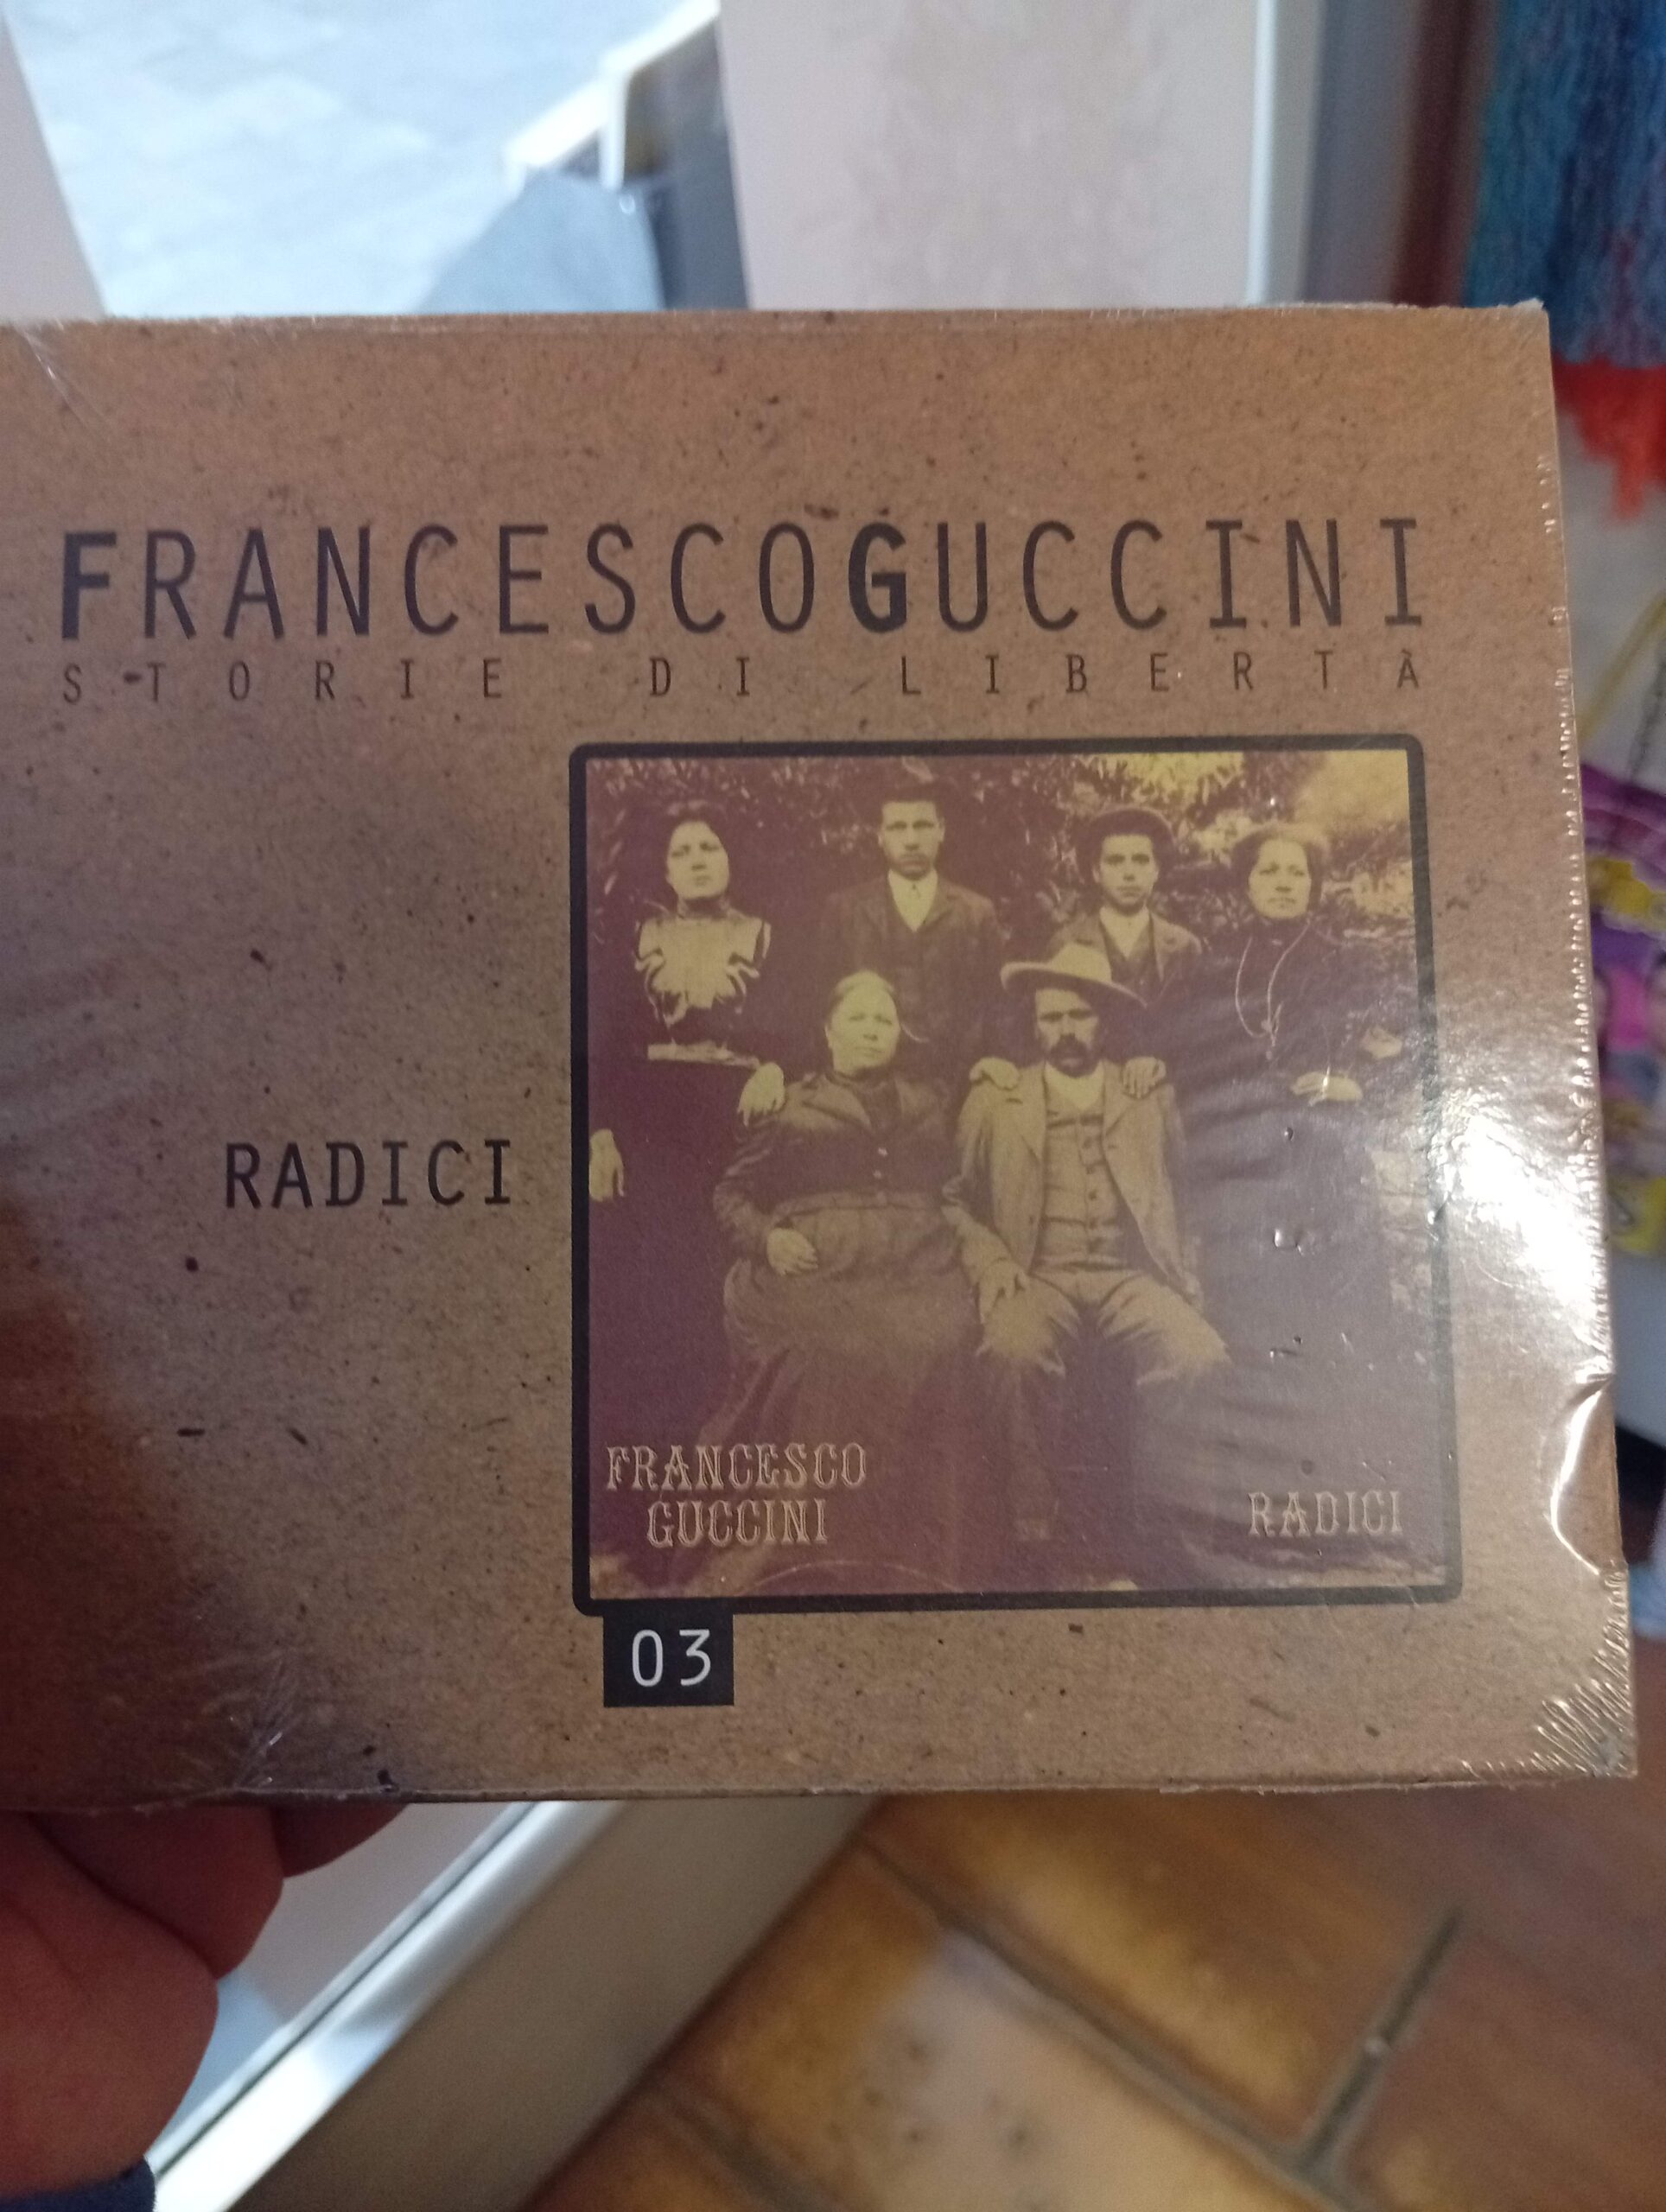 FRANCESCOGUCCINI
STORIE DI LIBERTÀ
RADICI
FRANCESCO
GUCCINI
RADICI
03